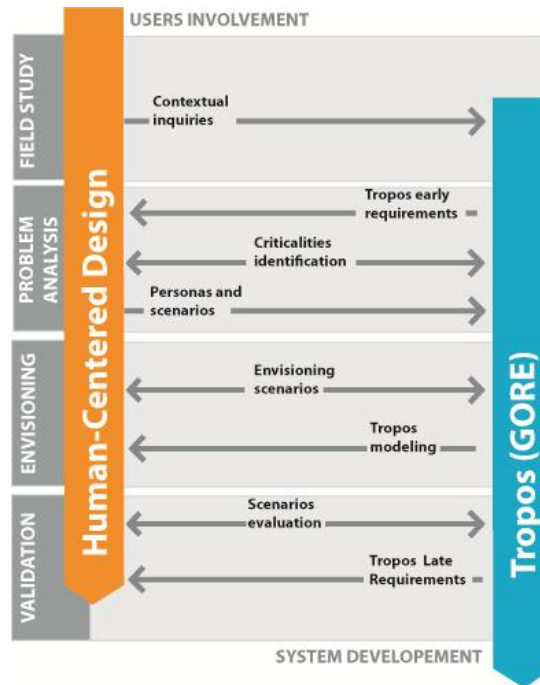 USERS INVOLVEMENT
FIELD STUDY
Contextual
inquiries
PROBLEM
ANALYSIS
Tropos early
requirements
Criticalities
identification
Personas and
scenarios
ENVISIONING
Envisioning
scenarios
Tropos
modeling
VALIDATION
Scenarios
evaluation
Tropos Late
Requirements
Human-Centered Design
Tropos (GORE)
SYSTEM DEVELOPEMENT